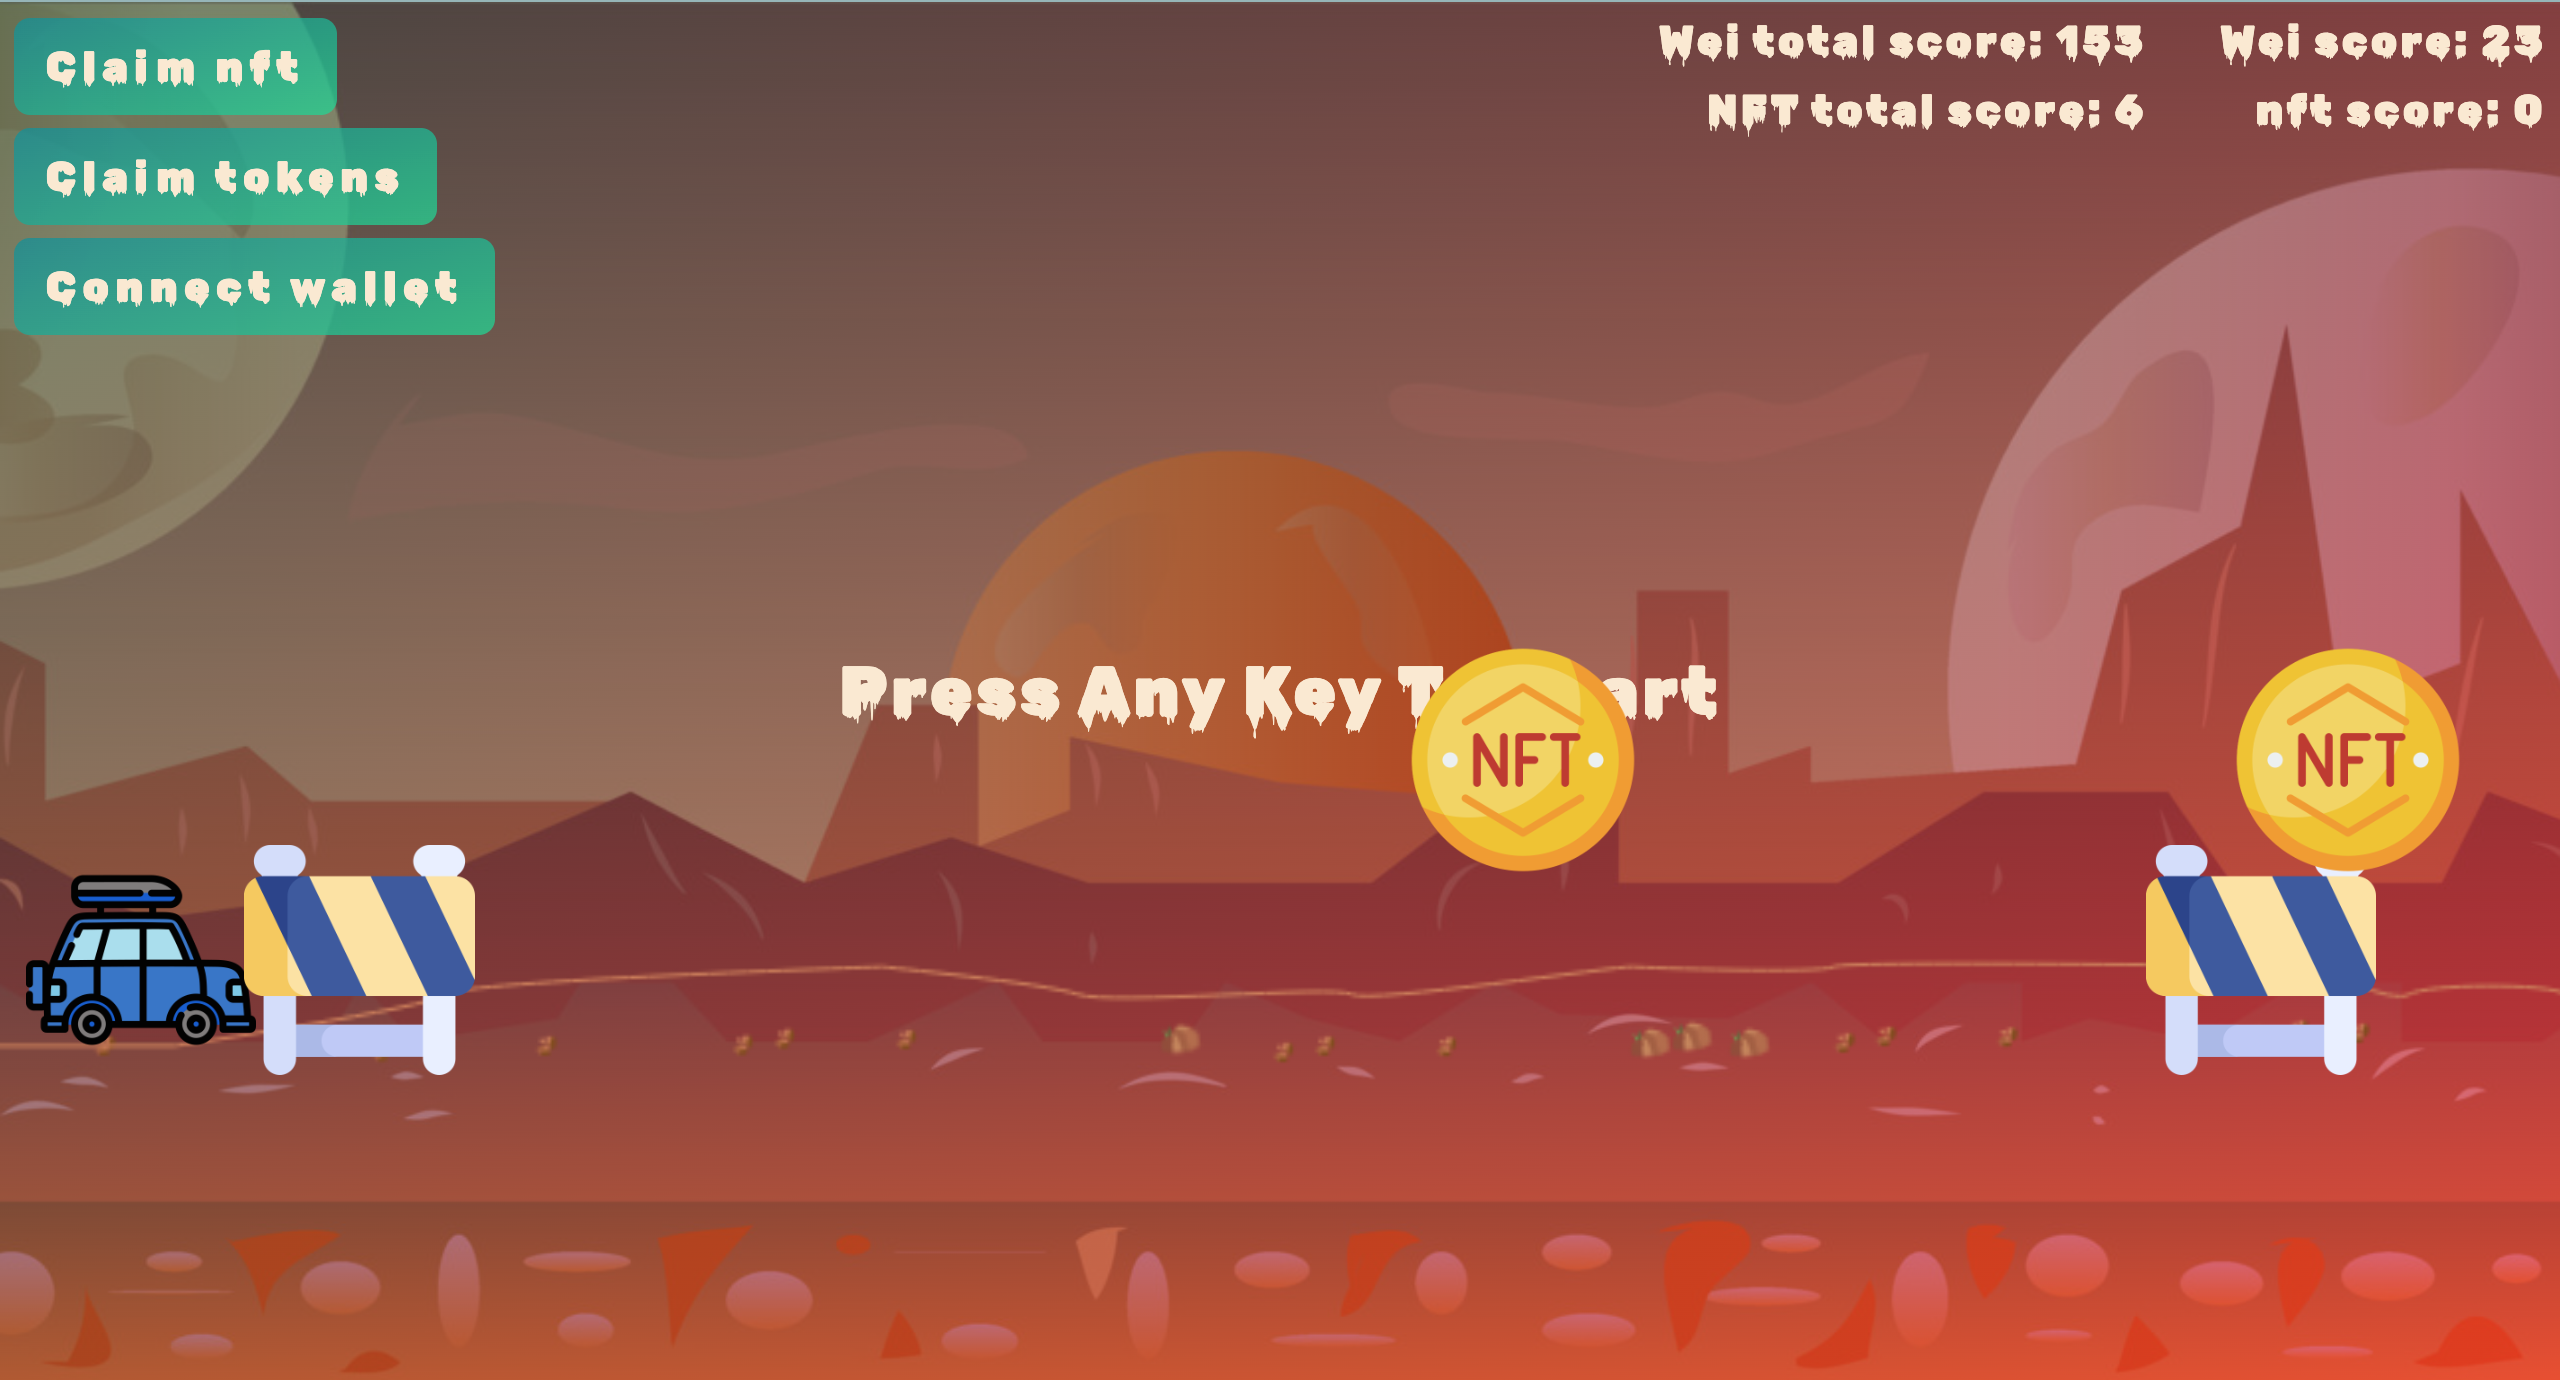 Claim nft
Claim tokens
Connect wallet
Wei total score: 153
Wei score: 23
NFT total score: 6
nft score: 0
Press Any Key T art
NFT
NFT